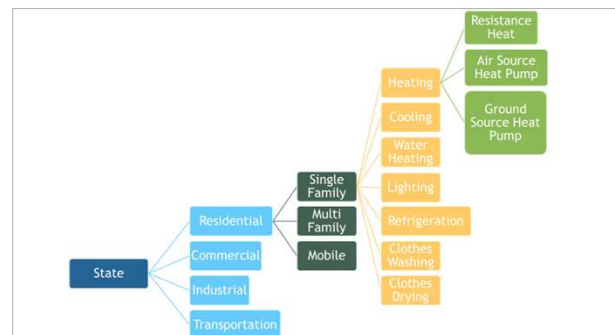 State
Residential
Commercial
Industrial
Transportation
Single
Family
Multi
Family
Mobile
Heating
Cooling
Water
Heating
Lighting
Refrigeration
Clothes
Washing
Clothes
Drying
Resistance
Heat
Air Source
Heat Pump
Ground
Source Heat
Pump